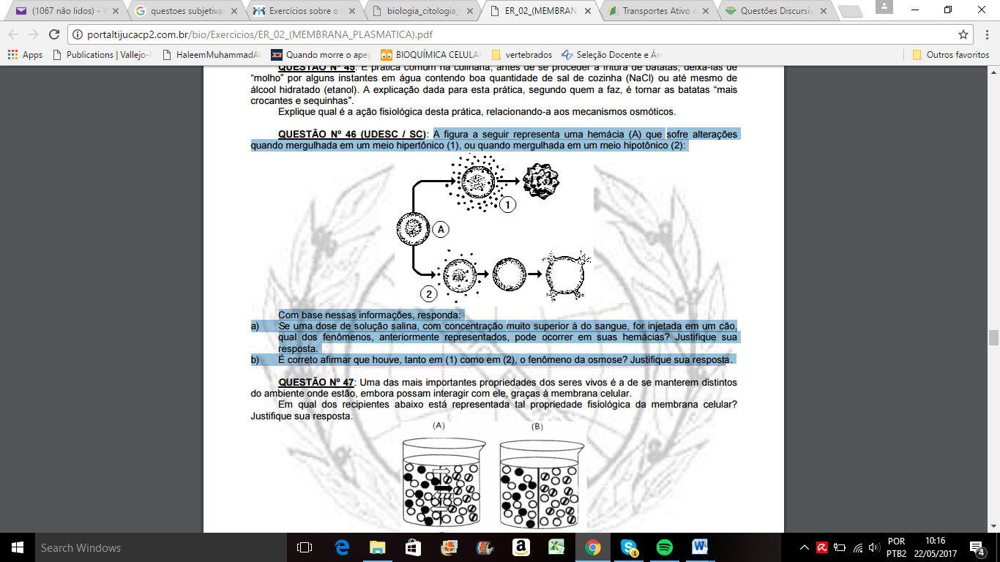 (1067 não lidos) - Y
questoes subjetivas
Exercícios sobre o
biologia_citologia_
ER_02_(MEMBRAN
Transportes Ativo e
Questões Discursiv
portaltijucacp2.com.br/bio/Exercicios/ER_02_(MEMBRANA_PLASMATICA).pdf
Apps
Publications | Vallejo-
HaleemMuhammadA
Quando morre o apeg
BIOQUÍMICA CELULA
vertebrados
Seleção Docente e Ár
Outros favoritos
QUESTÃO Nº 45: É prática comum na culinária, antes de se proceder à fritura de batatas, deixá-las de
“molho” por alguns instantes em água contendo boa quantidade de sal de cozinha (NaCl) ou até mesmo de
álcool hidratado (etanol). A explicação dada para esta prática, segundo quem a faz, é tornar as batatas “mais
crocantes e sequinhas”.
Explique qual é a ação fisiológica desta prática, relacionando-a aos mecanismos osmóticos.
QUESTÃO Nº 46 (UDESC / SC): A figura a seguir representa uma hemácia (A) que sofre alterações
quando mergulhada em um meio hipertônico (1), ou quando mergulhada em um meio hipotônico (2):
1
A
2
Com base nessas informações, responda:
a) Se uma dose de solução salina, com concentração muito superior à do sangue, for injetada em um cão,
qual dos fenômenos, anteriormente representados, pode ocorrer em suas hemácias? Justifique sua
resposta.
b) É correto afirmar que houve, tanto em (1) como em (2), o fenômeno da osmose? Justifique sua resposta.
QUESTÃO Nº 47: Uma das mais importantes propriedades dos seres vivos é a de se manterem distintos
do ambiente onde estão, embora possam interagir com ele, graças à membrana celular.
Em qual dos recipientes abaixo está representada tal propriedade fisiológica da membrana celular?
Justifique sua resposta.
(A) (B)
Search Windows
POR
PTB2
10:16
22/05/2017
4